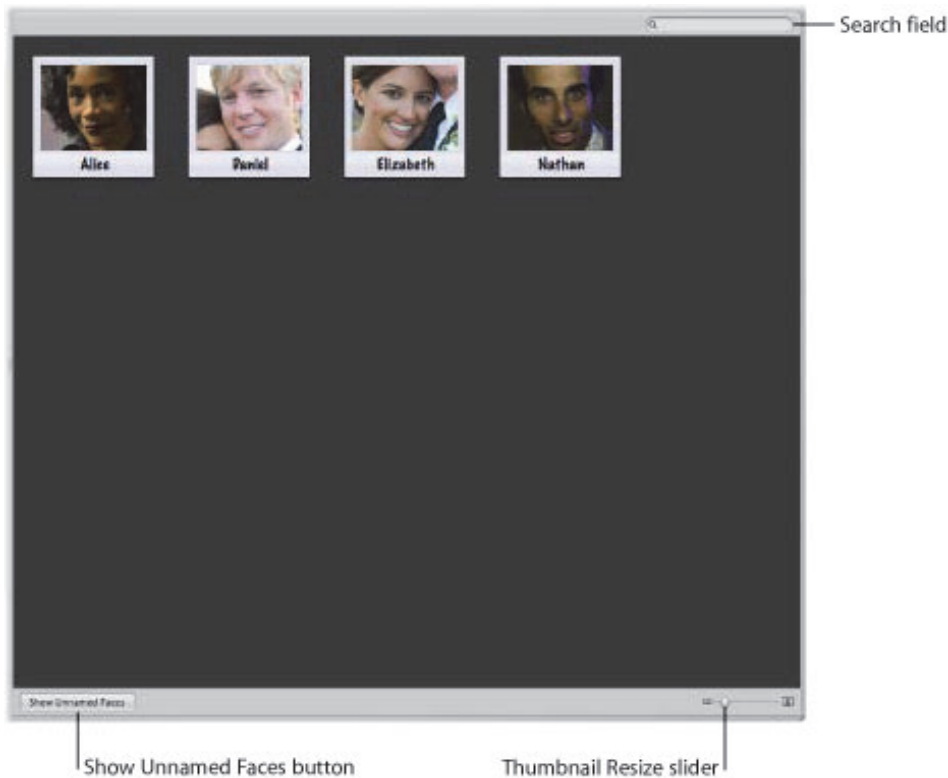 Search field
Alice Daniel Elizabeth Nathan
Show Unnamed Faces
Show Unnamed Faces button Thumbnail Resize slider